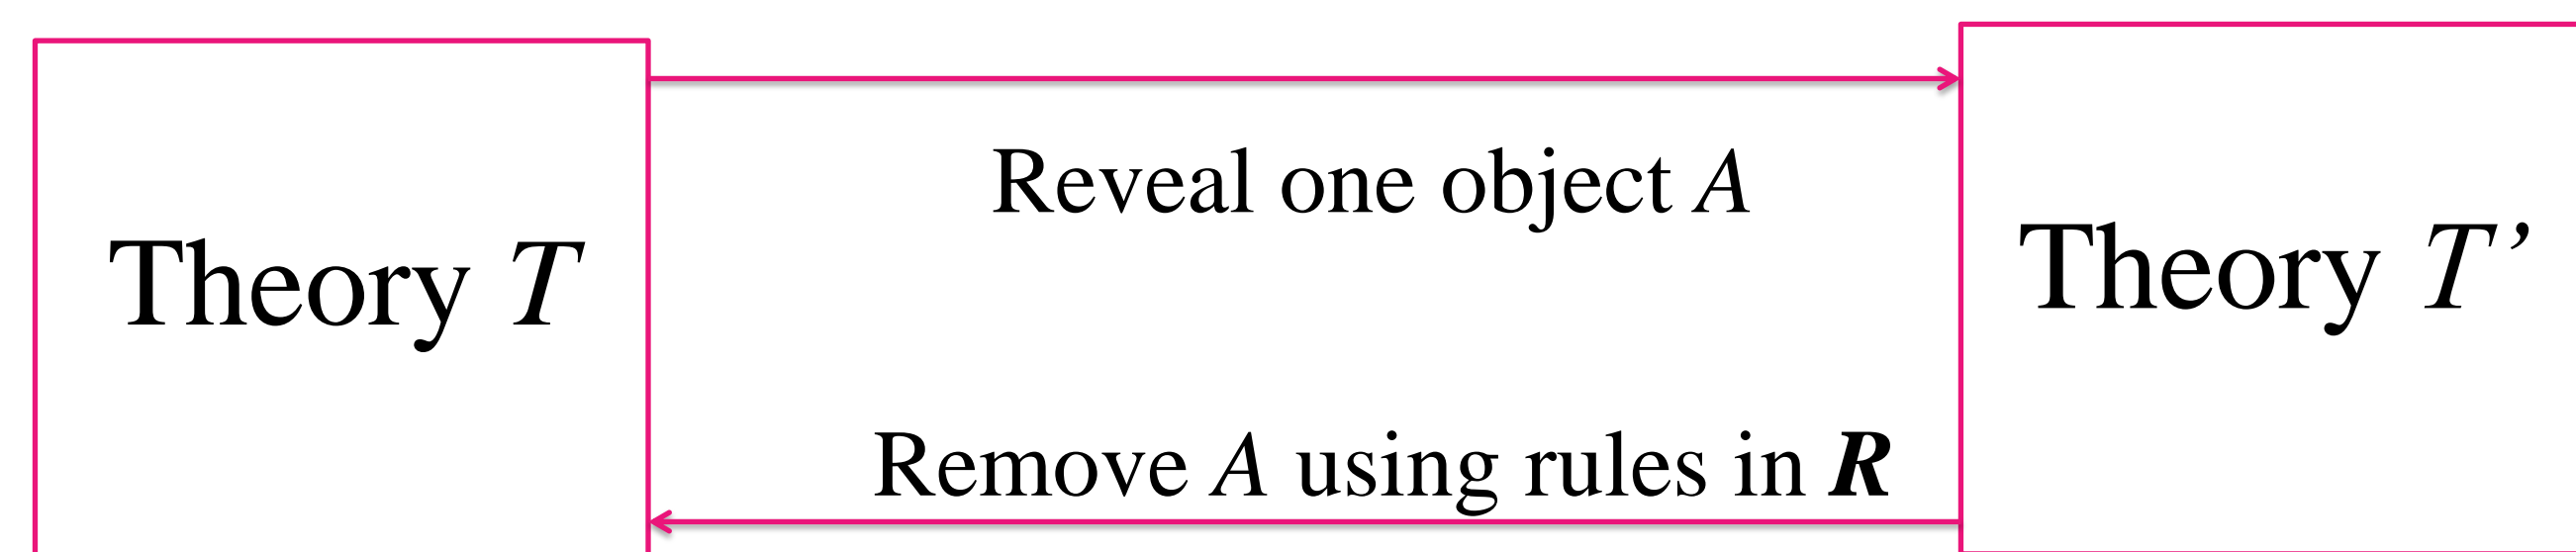 Reveal one object A
Theory T
Theory T’
Remove A using rules in R